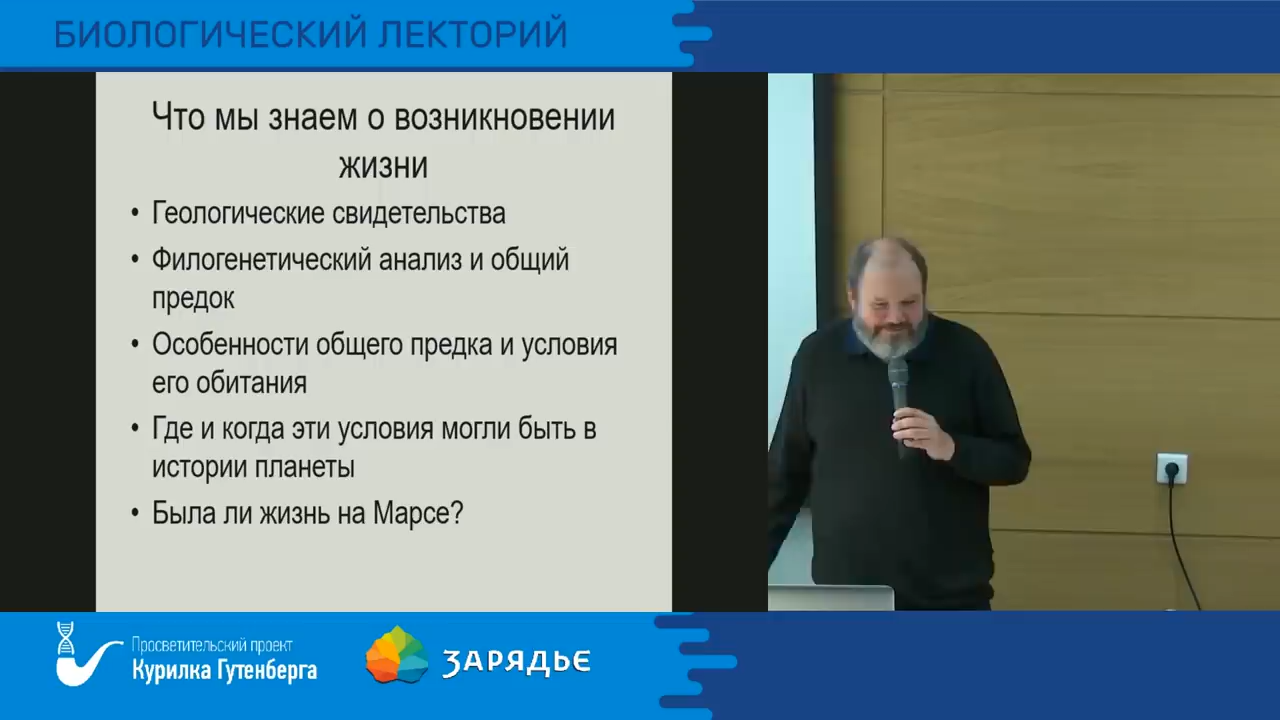 БИОЛОГИЧЕСКИЙ ЛЕКТОРИЙ
Что мы знаем о возникновении
жизни
• Геологические свидетельства
• Филогенетический анализ и общий
предок
• Особенности общего предка и условия
его обитания
• Где и когда эти условия могли быть в
истории планеты
• Была ли жизнь на Марсе?
Просветительский проект
Курилка Гутенберга
ЗАРЯДЬЕ